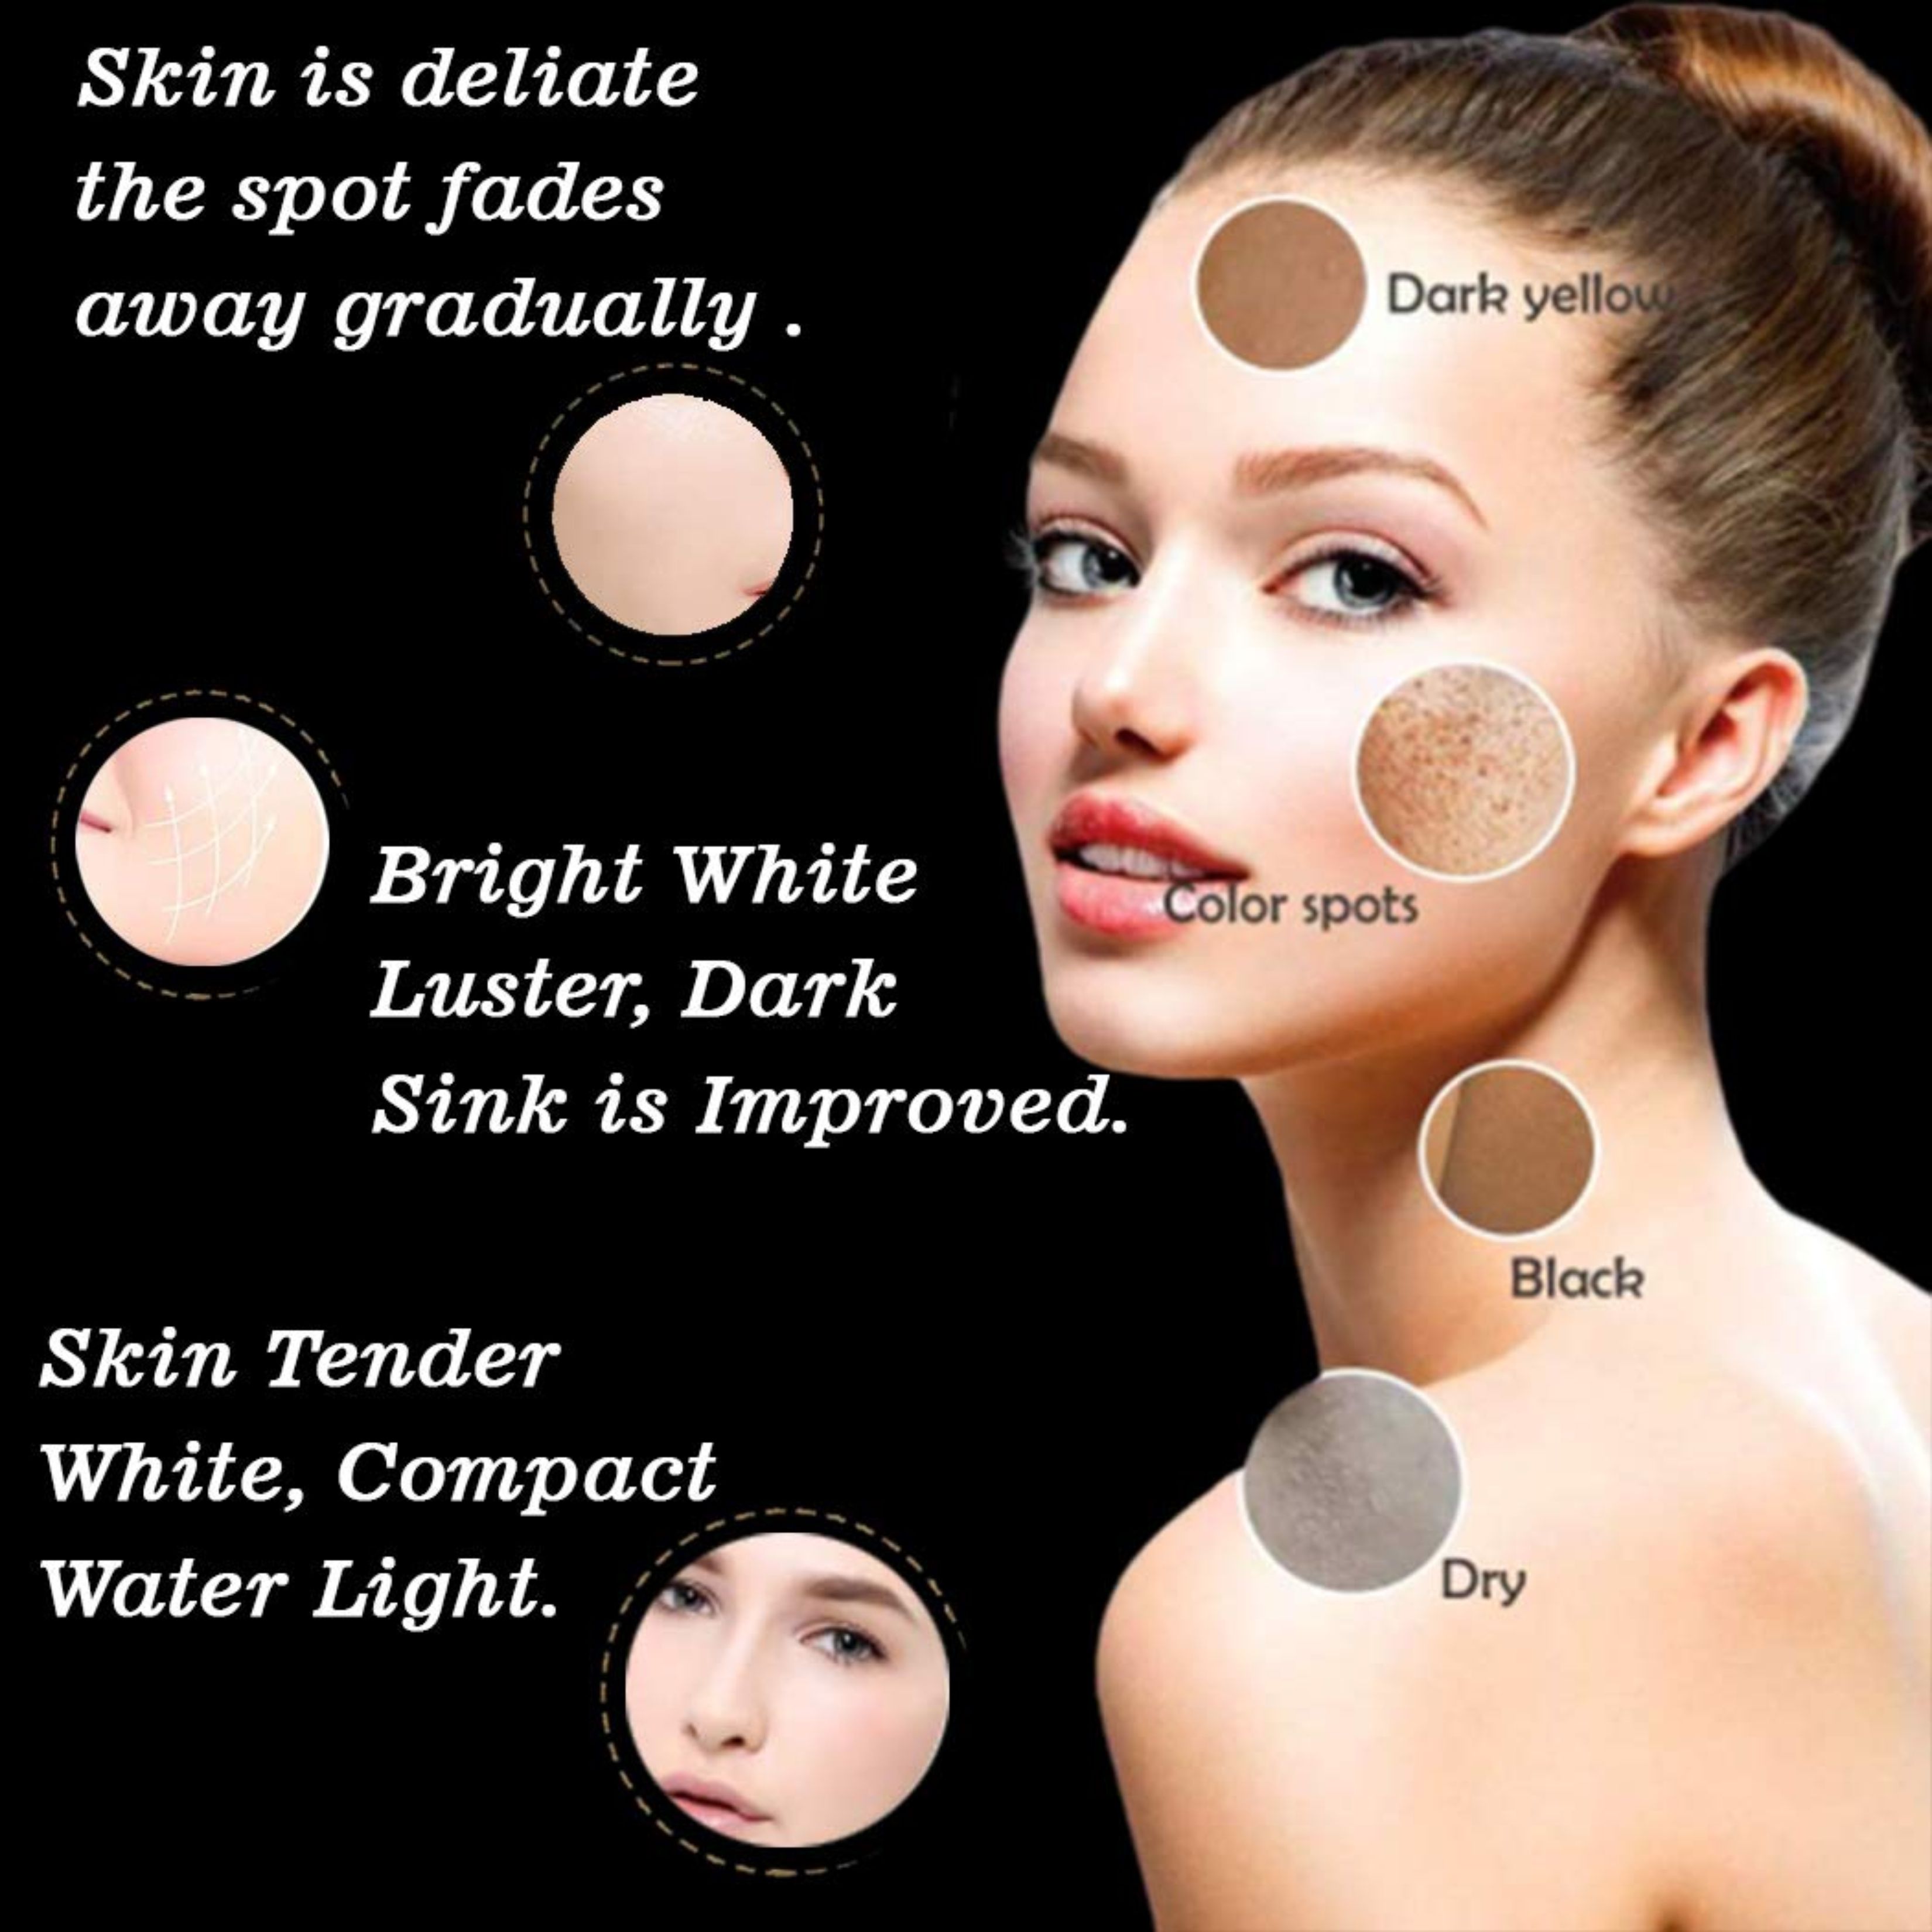 Skin is deliate
the spot fades
away gradually .
Dark yellow
Bright White
Luster, Dark
Sink is Improved.
Color spots
Black
Skin Tender
White, Compact
Water Light.
Dry